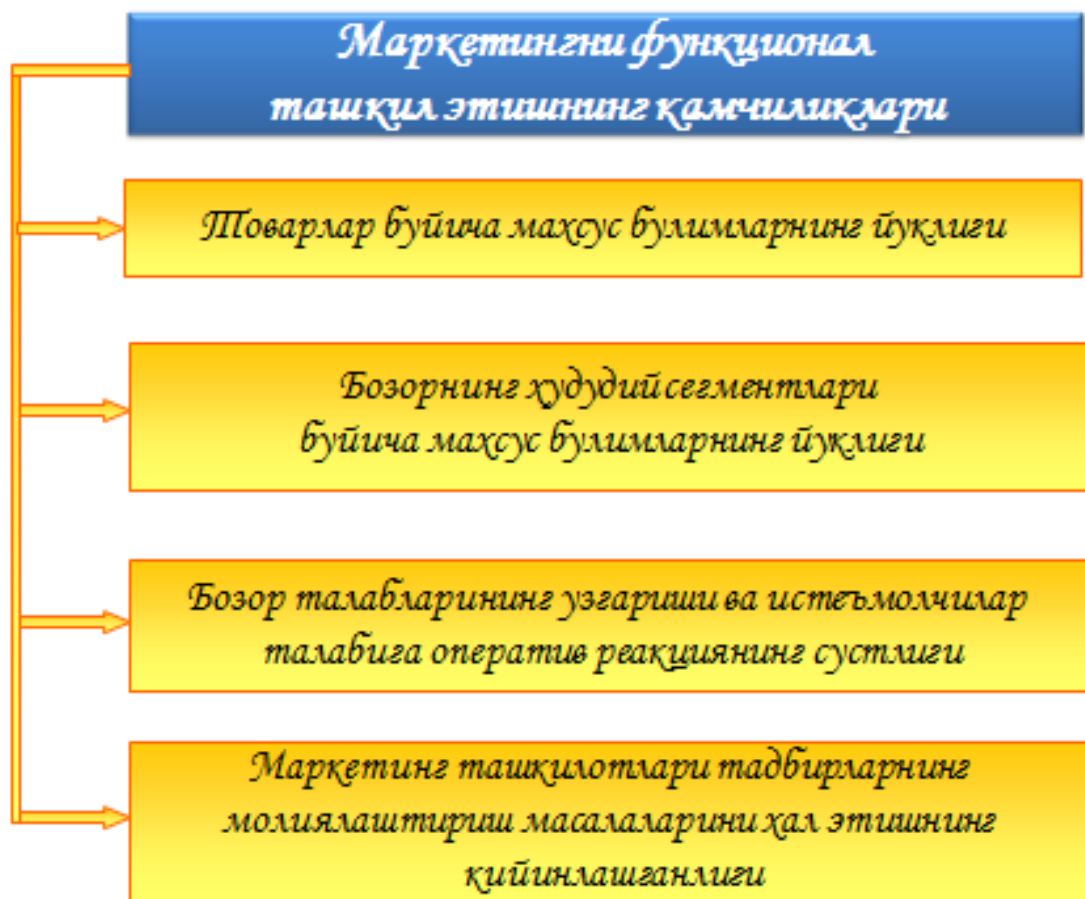 Маркетингни функционал
ташкил этишнинг камчиликлари
Товарлар буйича махсус булимларнинг йуклиги
Бозорнинг худудий сегментлари
буйича махсус булимларнинг йуклиги
Бозор талабларининг узгариши ва истеъмолчилар
талабига оператив реакциянинг сустлиги
Маркетинг ташкилотлари тадбирларнинг
молиялаштириш масалаларини хал этишнинг
кийинлашганлиги